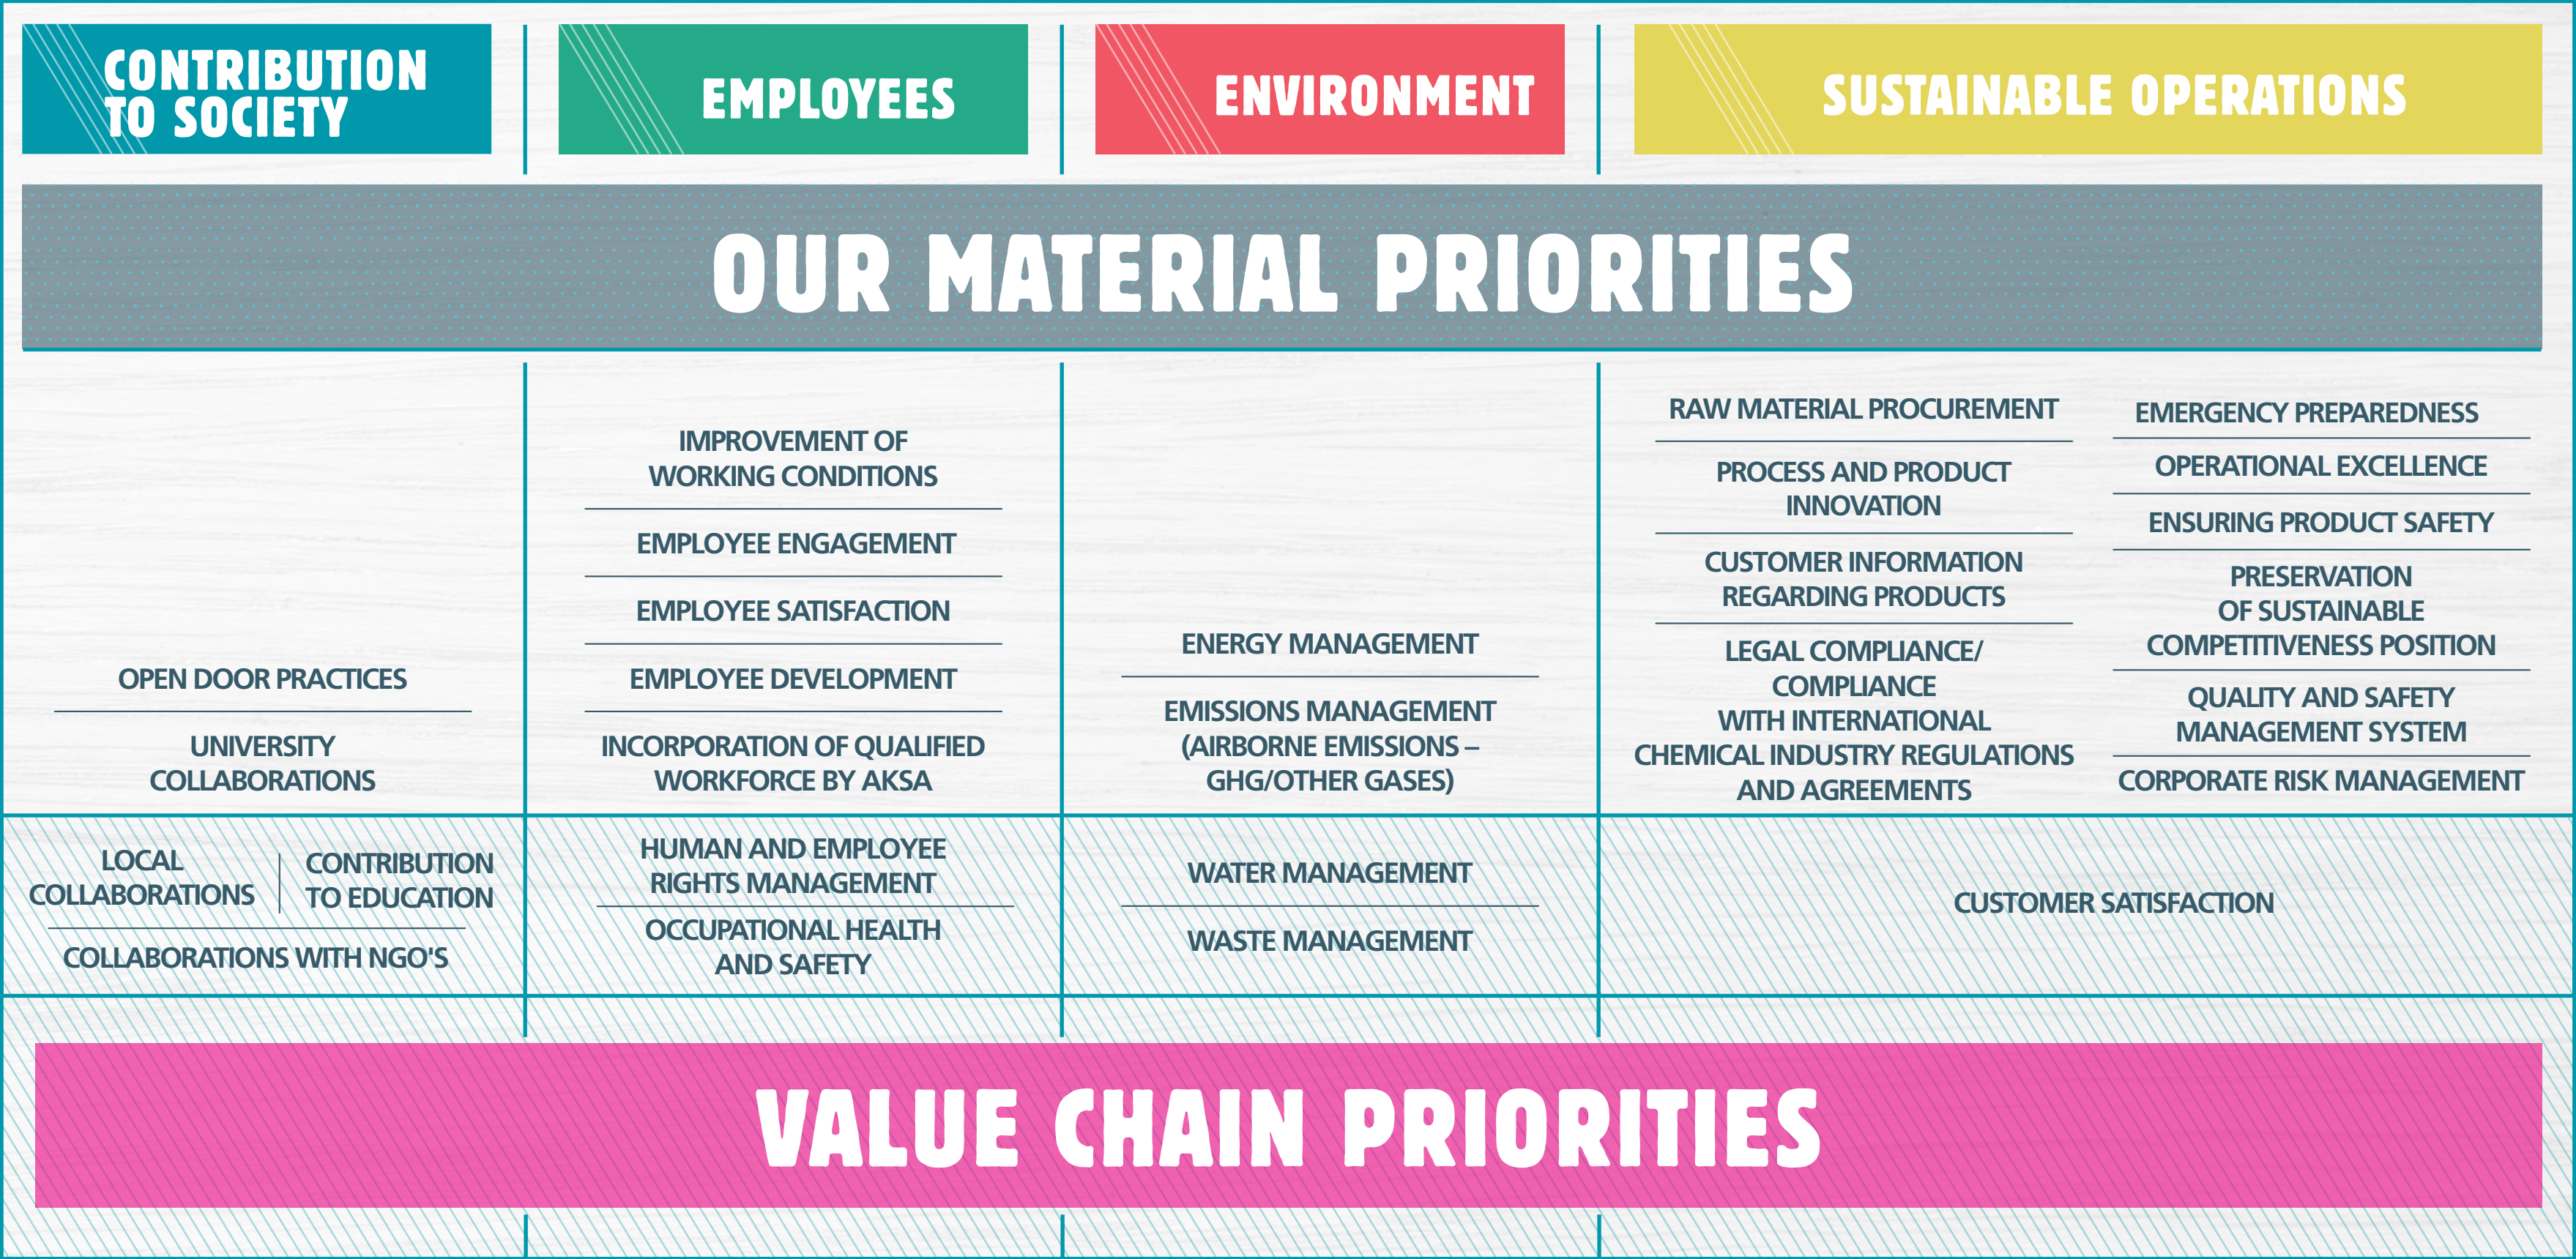 CONTRIBUTION
TO SOCIETY
EMPLOYEES
ENVIRONMENT
SUSTAINABLE OPERATIONS
OUR MATERIAL PRIORITIES
OPEN DOOR PRACTICES
UNIVERSITY
COLLABORATIONS
IMPROVEMENT OF
WORKING CONDITIONS
EMPLOYEE ENGAGEMENT
EMPLOYEE SATISFACTION
EMPLOYEE DEVELOPMENT
INCORPORATION OF QUALIFIED
WORKFORCE BY AKSA
ENERGY MANAGEMENT
EMISSIONS MANAGEMENT
(AIRBORNE EMISSIONS –
GHG/OTHER GASES)
RAW MATERIAL PROCUREMENT
PROCESS AND PRODUCT
INNOVATION
CUSTOMER INFORMATION
REGARDING PRODUCTS
LEGAL COMPLIANCE/
COMPLIANCE
WITH INTERNATIONAL
CHEMICAL INDUSTRY REGULATIONS
AND AGREEMENTS
EMERGENCY PREPAREDNESS
OPERATIONAL EXCELLENCE
ENSURING PRODUCT SAFETY
PRESERVATION
OF SUSTAINABLE
COMPETITIVENESS POSITION
QUALITY AND SAFETY
MANAGEMENT SYSTEM
CORPORATE RISK MANAGEMENT
LOCAL
COLLABORATIONS
CONTRIBUTION
TO EDUCATION
COLLABORATIONS WITH NGO'S
HUMAN AND EMPLOYEE
RIGHTS MANAGEMENT
OCCUPATIONAL HEALTH
AND SAFETY
WATER MANAGEMENT
WASTE MANAGEMENT
CUSTOMER SATISFACTION
VALUE CHAIN PRIORITIES